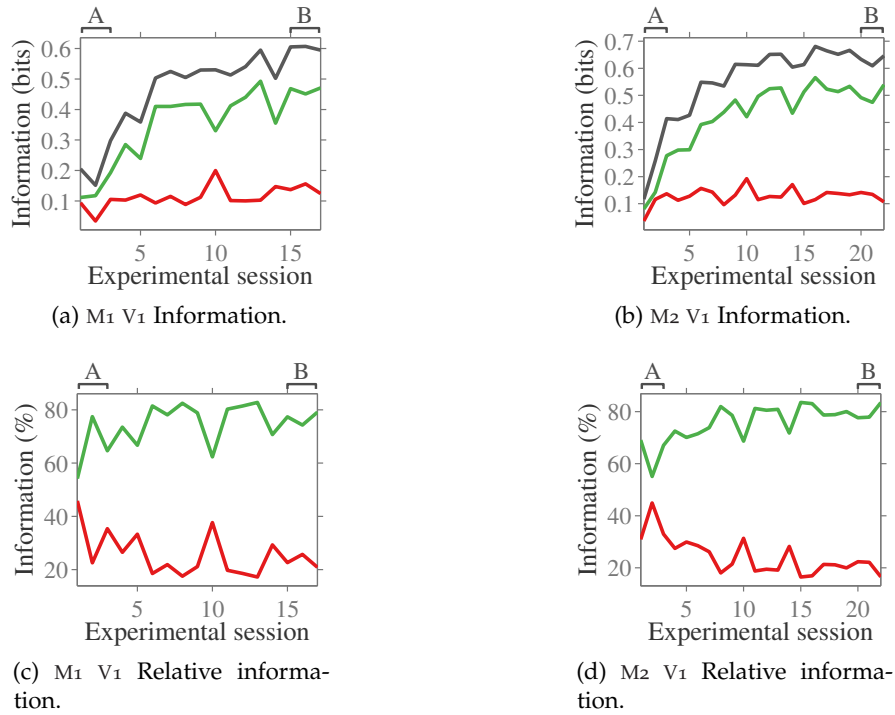 A B
0.6
0.5
0.4
0.3
0.2
0.1
Information (bits)
5 10 15
Experimental session
(a) M1 V1 Information.
A B
0.7
0.6
0.5
0.4
0.3
0.2
0.1
Information (bits)
5 10 15 20
Experimental session
(b) M2 V1 Information.
A B
80
60
40
20
Information (%)
5 10 15
Experimental session
(c) M1 V1 Relative informa-
tion.
A B
80
60
40
20
Information (%)
5 10 15 20
Experimental session
(d) M2 V1 Relative informa-
tion.